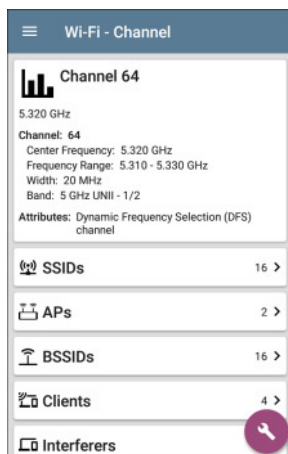 Wi-Fi - Channel
Channel 64
5.320 GHz
Channel: 64
Center Frequency: 5.320 GHz
Frequency Range: 5.310 - 5.330 GHz
Width: 20 MHz
Band: 5 GHz UNII - 1/2
Attributes: Dynamic Frequency Selection (DFS)
channel
SSIDs 16
APs 2
BSSIDs 16
Clients 4
Interferers